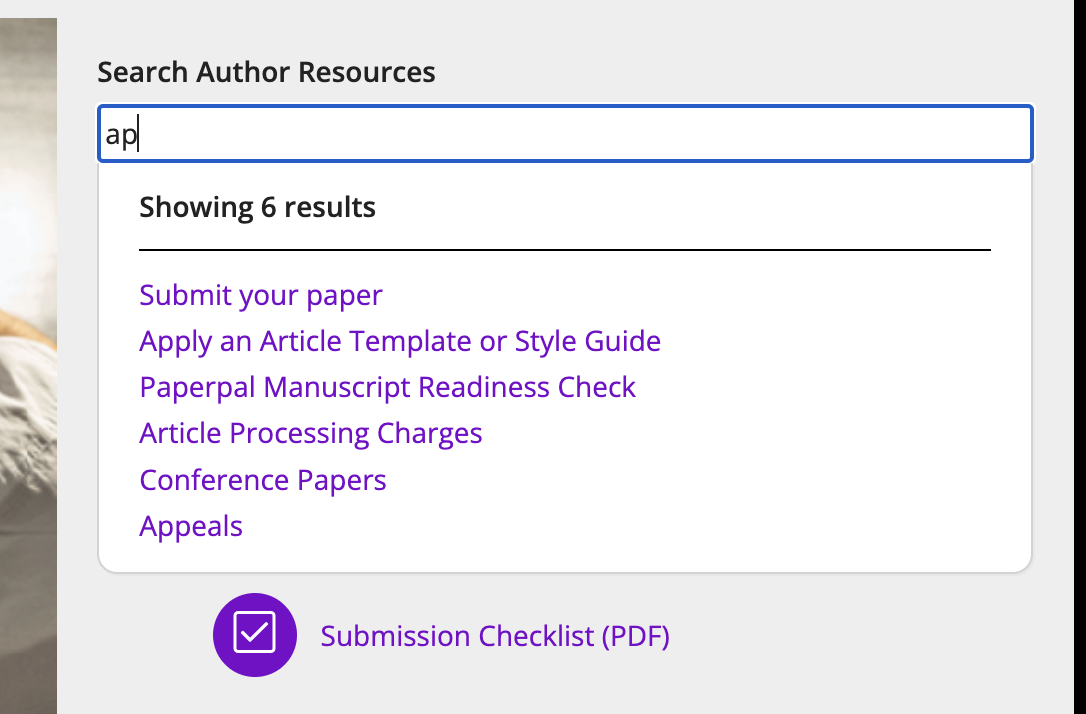 Search Author Resources
ap
Showing 6 results
Submit your paper
Apply an Article Template or Style Guide
Paperpal Manuscript Readiness Check
Article Processing Charges
Conference Papers
Appeals
Submission Checklist (PDF)